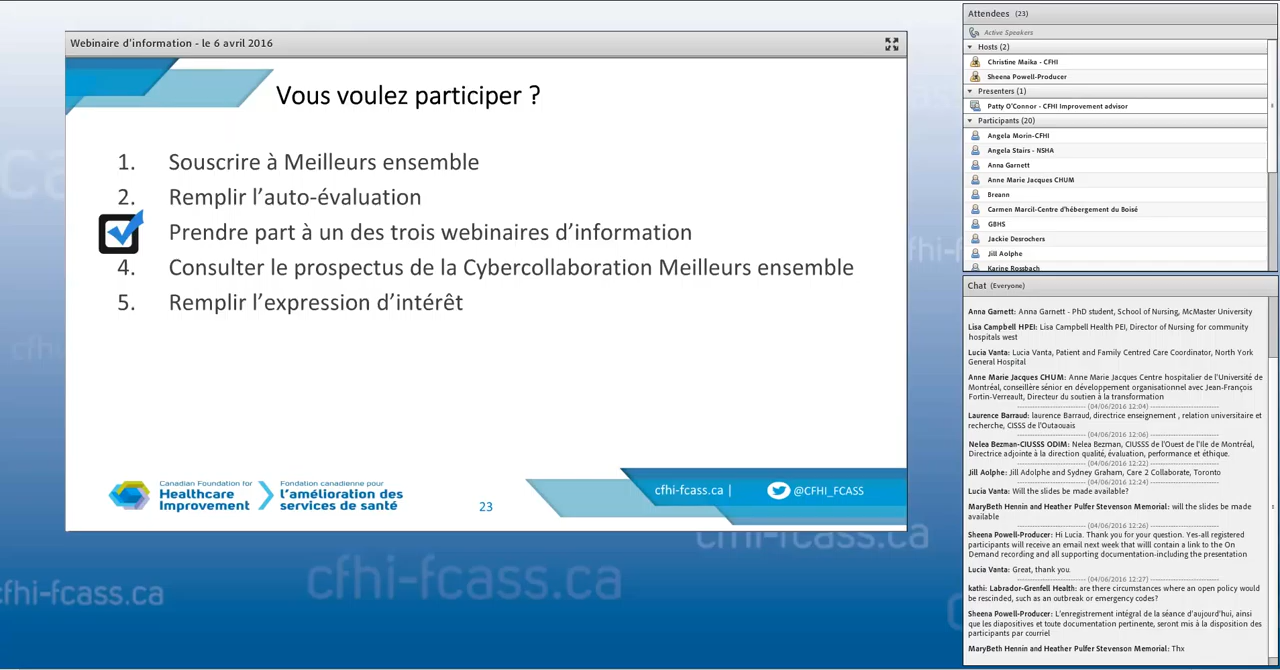 Webinaire d'information - le 6 avril 2016
Vous voulez participer ?
1. Souscrire à Meilleurs ensemble
2. Remplir l'auto-évaluation
Prendre part à un des trois webinaires d'information
4. Consulter le prospectus de la Cybercollaboration Meilleurs ensemble
5. Remplir l'expression d'intérêt
Canadian Foundation for
Healthcare
Improvement
Fondation canadienne pour
l'amélioration des
services de santé
23
cfhi-fcass.ca |
@CFHI_FCASS
cfhi-fcass.ca
cfhi-fcass.ca
cfhi-fcass.ca
Attendees (23)
Active Speakers
Hosts (2)
Christine Maika - CFHI
Sheena Powell-Producer
Presenters (1)
Patty O'Connor - CFHI Improvement advisor
Participants (20)
Angela Morin-CFHI
Angela Stairs - NSHA
Anna Garnett
Anne Marie Jacques CHUM
Breann
Carmen Marcil-Centre d'hébergement du Boisé
GBHS
Jackie Desrochers
Jill Aolphe
Karine Rossbach
Chat (Everyone)
Anna Garnett: Anna Garnett - PhD student, School of Nursing, McMaster University
Lisa Campbell HPEI: Lisa Campbell Health PEI, Director of Nursing for community
hospitals west
Lucia Vanta: Lucia Vanta, Patient and Family Centred Care Coordinator, North York
General Hospital
Anne Marie Jacques CHUM: Anne Marie Jacques Centre hospitalier de l'Université de
Montréal, conseillère sénior en développement organisationnel avec Jean-François
Fortin-Verreault, Directeur du soutien à la transformation
(04/06/2016 12:04)
Laurence Barraud: laurence Barraud, directrice enseignement , relation universitaire et
recherche, CISSS de l'Outaouais
(04/06/2016 12:06)
Nelea Bezman-CIUSSS ODIM: Nelea Bezman, CIUSSS de l'Ouest de l'Ile de Montréal,
Directrice adjointe à la direction qualité, évaluation, performance et éthique.
(04/06/2016 12:22)
Jill Aolphe: Jill Adolphe and Sydney Graham, Care 2 Collaborate, Toronto
(04/06/2016 12:24)
Lucia Vanta: Will the slides be made available?
MaryBeth Hennin and Heather Pulfer Stevenson Memorial: will the slides be made
available
(04/06/2016 12:26)
Sheena Powell-Producer: Hi Lucia. Thank you for your question. Yes-all registered
participants will receive an email next week that willl contain a link to the On
Demand recording and all supporting documentation-including the presentation
Lucia Vanta: Great, thank you.
(04/06/2016 12:27)
kathi: Labrador-Grenfell Health: are there circumstances where an open policy would
be rescinded, such as an outbreak or emergency codes?
Sheena Powell-Producer: L'enregistrement intégral de la séance d'aujourd'hui, ainsi
que les diapositives et toute documentation pertinente, seront mis à la disposition des
participants par courriel
MaryBeth Hennin and Heather Pulfer Stevenson Memorial: Thx